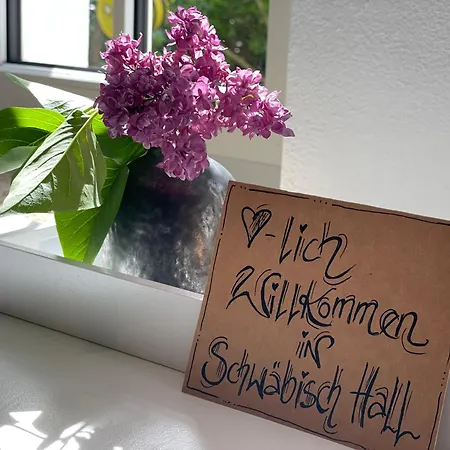 ♡-lich
Willkommen
in
Schwäbisch Hall